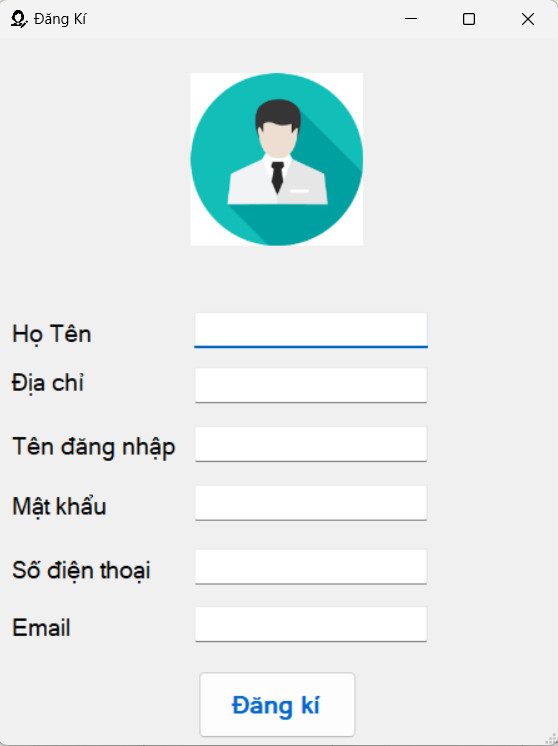 Đăng Kí
Họ Tên
Địa chỉ
Tên đăng nhập
Mật khẩu
Số điện thoại
Email
Đăng kí